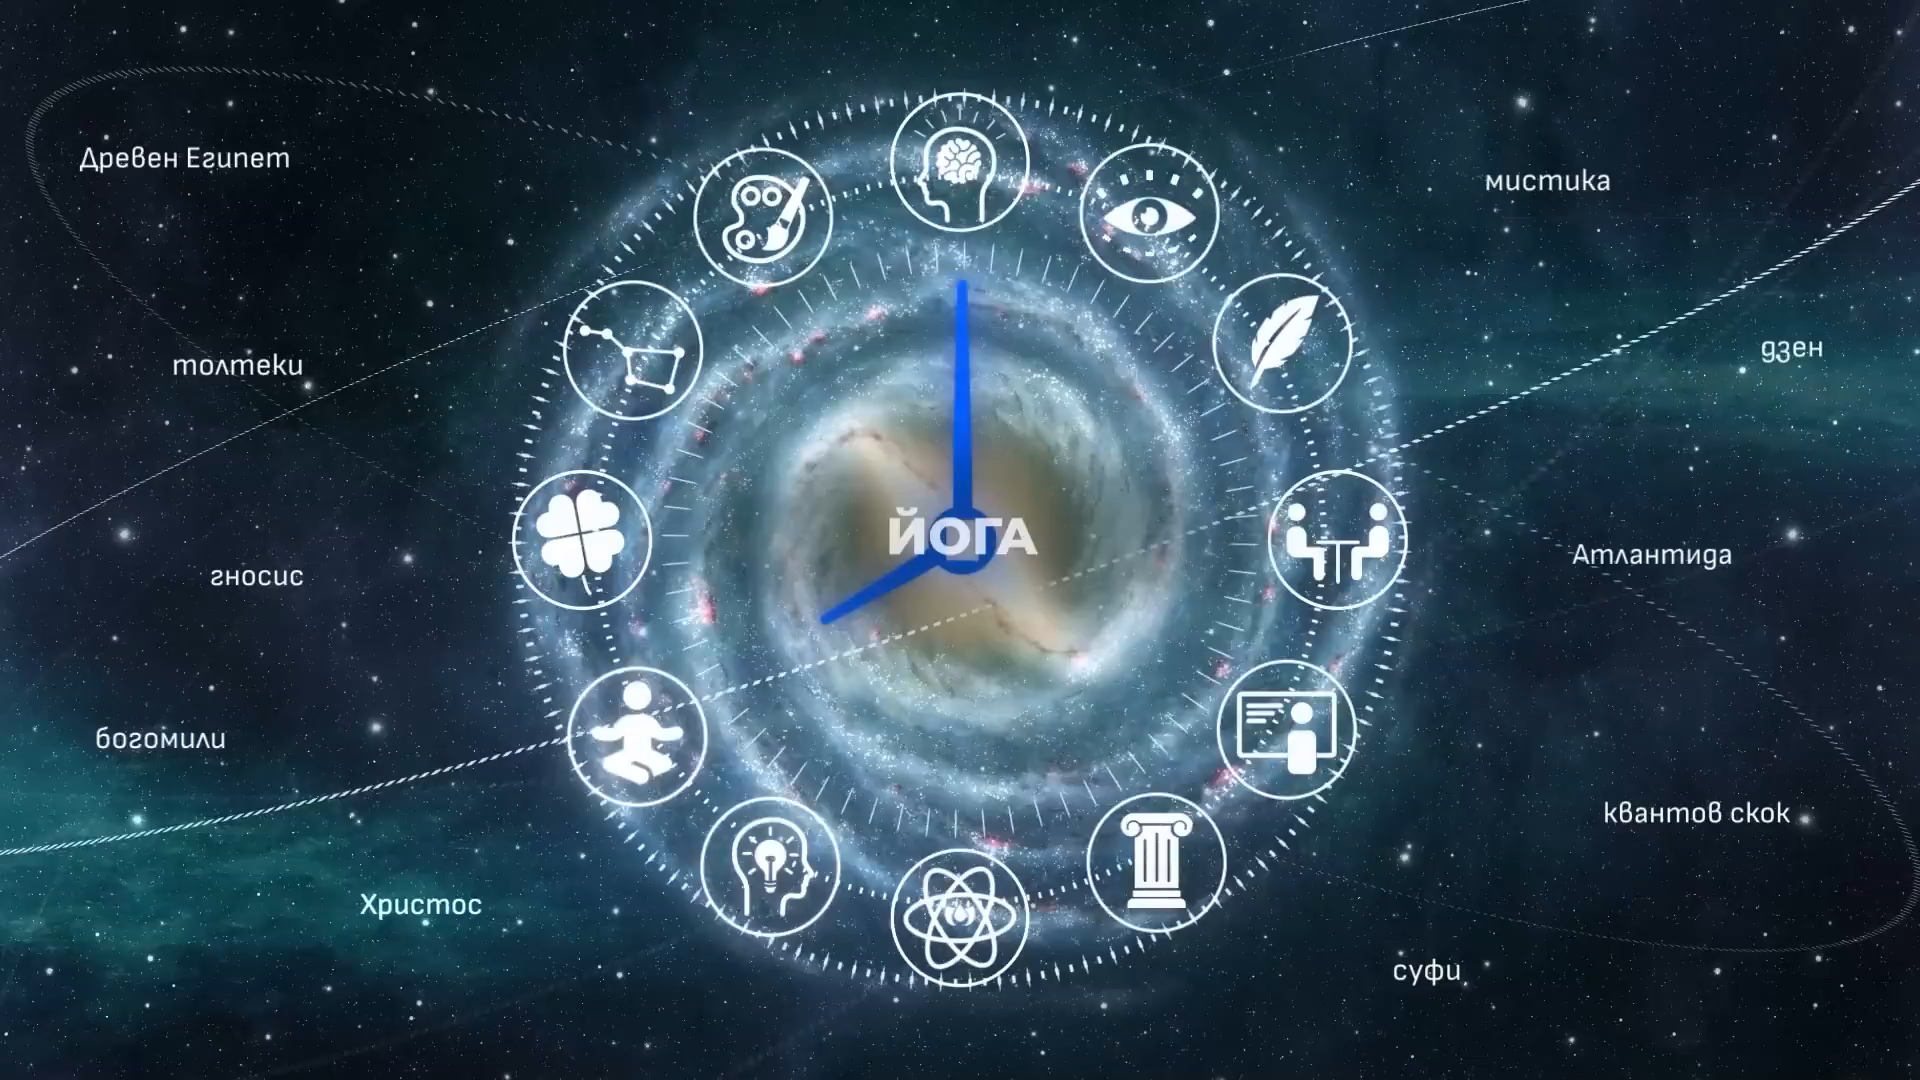 Древен Египет
мистика
дзен
толтеки
ЙОГА
Атлантида
гносис
богомили
квантов скок
Христос
суфи